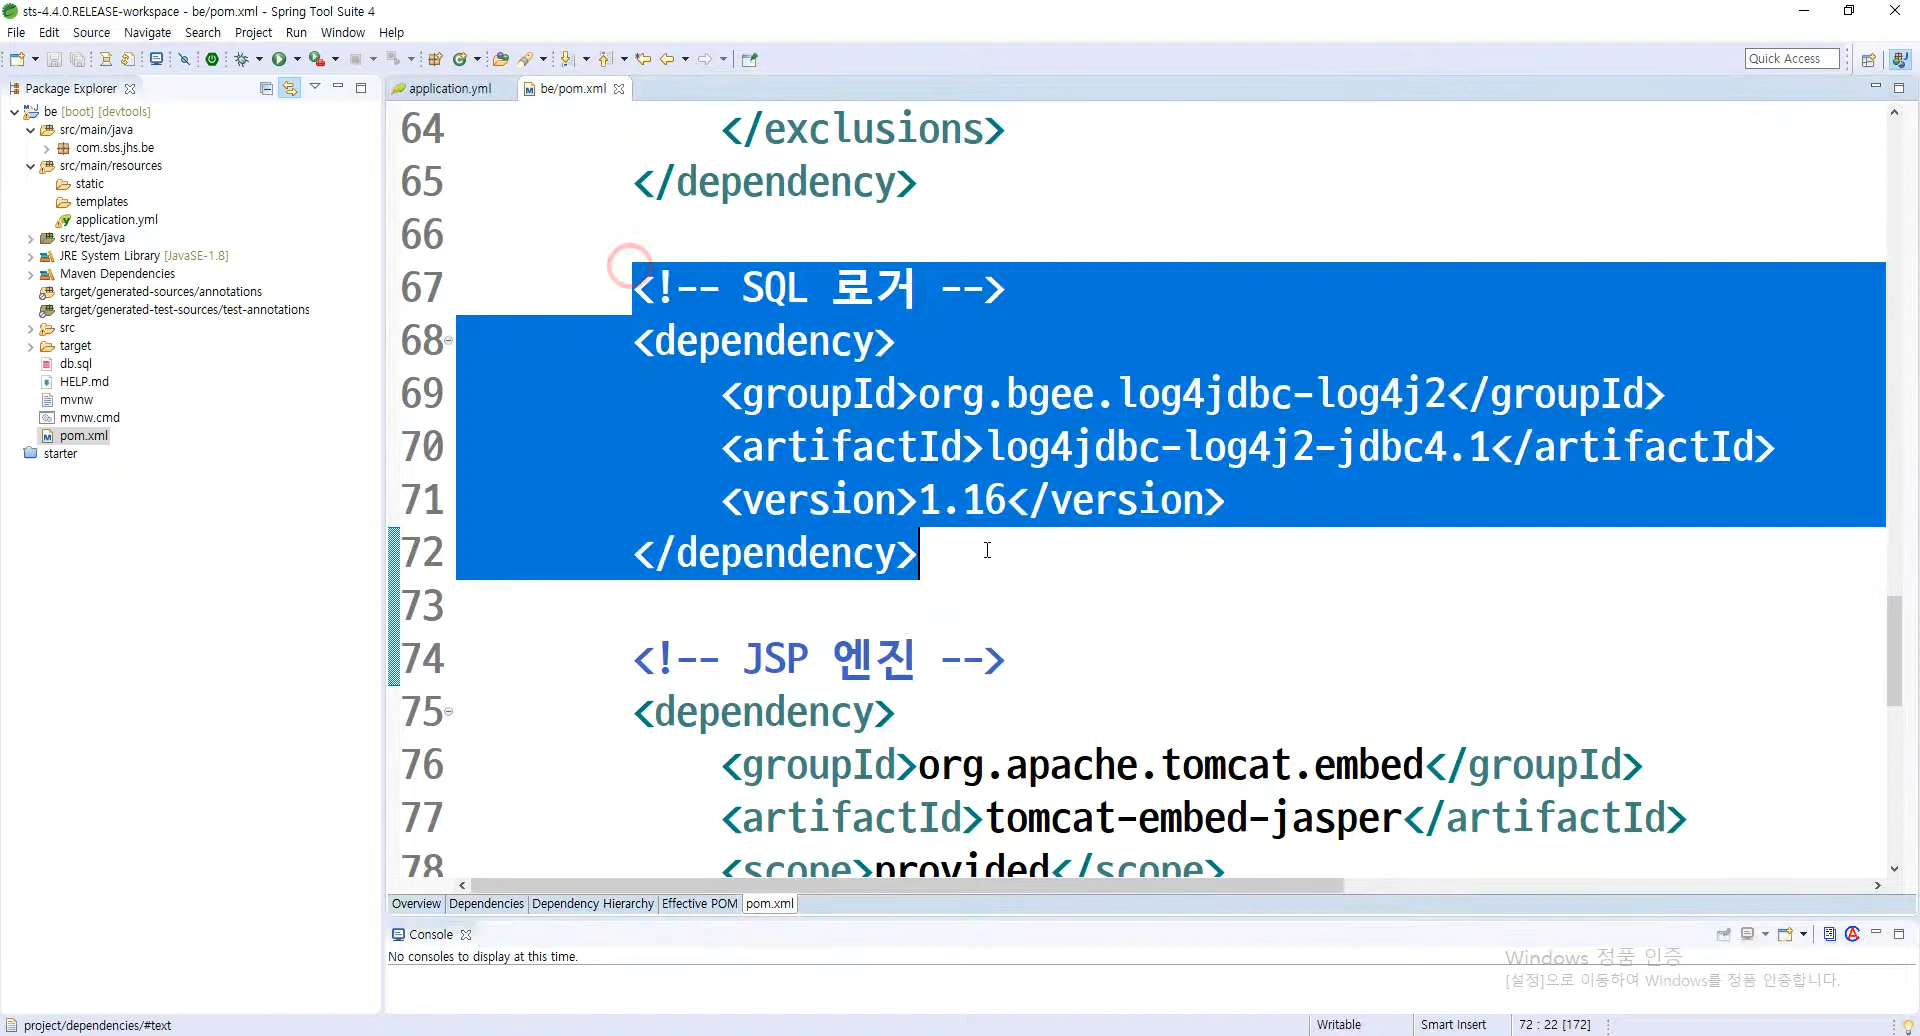 sts-4.4.0.RELEASE-workspace - be/pom.xml - Spring Tool Suite 4
File Edit Source Navigate Search Project Run Window Help
Quick Access
Package Explorer
application.yml
be/pom.xml
be [boot] [devtools]
src/main/java
com.sbs.jhs.be
src/main/resources
static
templates
application.yml
src/test/java
JRE System Library [JavaSE-1.8]
Maven Dependencies
target/generated-sources/annotations
target/generated-test-sources/test-annotations
src
target
db.sql
HELP.md
mvnw
mvnw.cmd
pom.xml
starter
64 </exclusions>
65 </dependency>
66
67 <!-- SQL 로거 -->
68 <dependency>
69 <groupId>org.bgee.log4jdbc-log4j2</groupId>
70 <artifactId>log4jdbc-log4j2-jdbc4.1</artifactId>
71 <version>1.16</version>
72 </dependency>
73
74 <!-- JSP 엔진 -->
75 <dependency>
76 <groupId>org.apache.tomcat.embed</groupId>
77 <artifactId>tomcat-embed-jasper</artifactId>
78 <scope>provided</scope>
Overview Dependencies Dependency Hierarchy Effective POM pom.xml
Console
No consoles to display at this time.
Windows 정품 인증
[설정]으로 이동하여 Windows를 정품 인증합니다.
project/dependencies/#text
Writable
Smart Insert
72 : 22 [172]